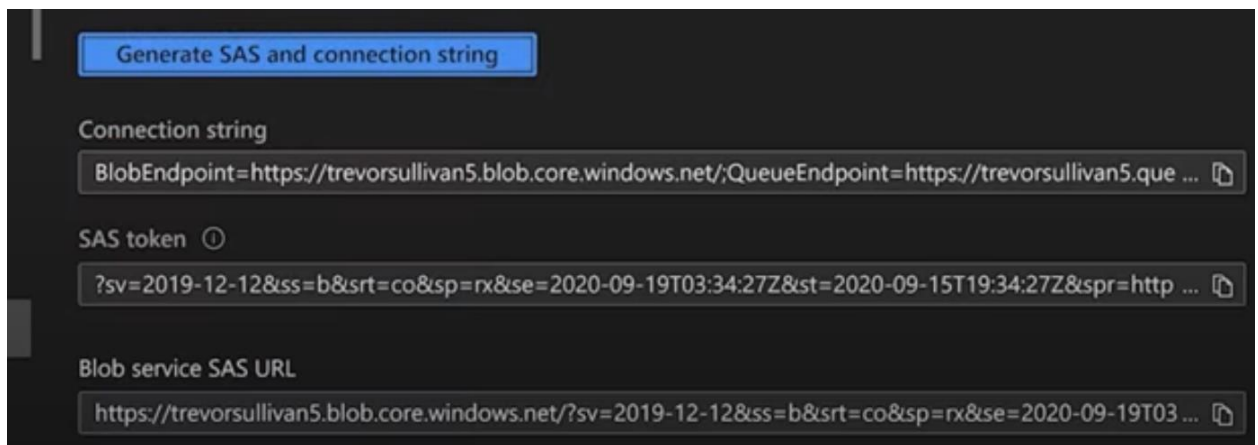 Generate SAS and connection string
Connection string
BlobEndpoint=https://trevorsullivan5.blob.core.windows.net/;QueueEndpoint=https://trevorsullivan5.que ...
SAS token
?sv=2019-12-12&ss=b&srt=co&sp=rx&se=2020-09-19T03:34:27Z&st=2020-09-15T19:34:27Z&spr=http ...
Blob service SAS URL
https://trevorsullivan5.blob.core.windows.net/?sv=2019-12-12&ss=b&srt=co&sp=rx&se=2020-09-19T03 ...